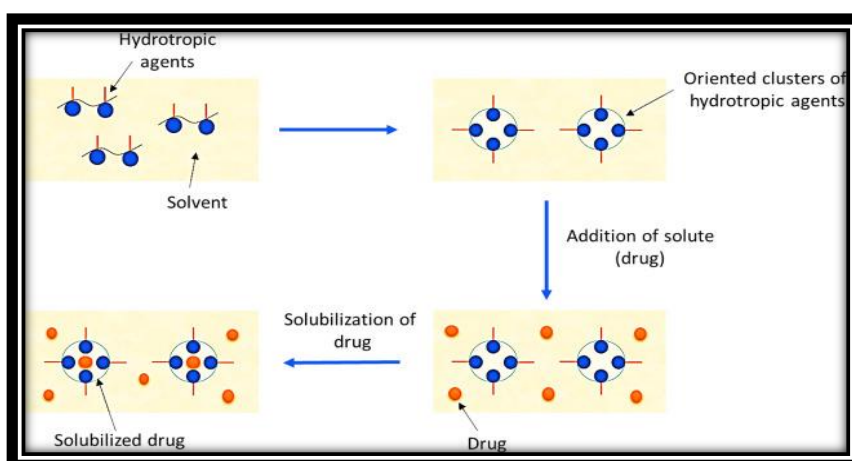 Hydrotropic
agents
Solvent
Oriented clusters of
hydrotropic agents
Addition of solute
(drug)
Solubilization of
drug
Solubilized drug
Drug